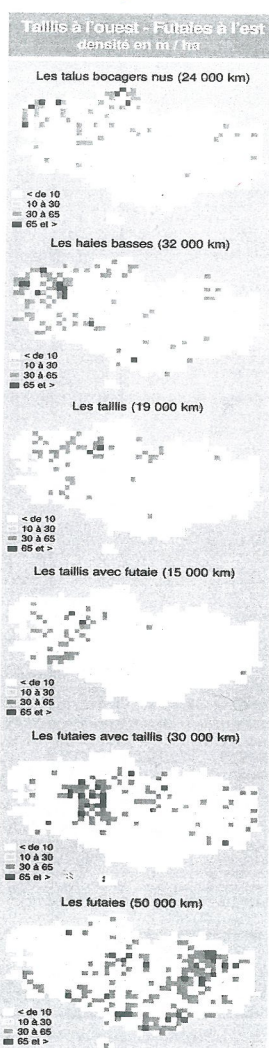 Taillis à l'ouest - Futaies à l'est
densité en m / ha
Les talus bocagers nus (24 000 km)
< de 10
10 à 30
30 à 65
65 et >
Les haies basses (32 000 km)
< de 10
10 à 30
30 à 65
65 et >
Les taillis (19 000 km)
< de 10
10 à 30
30 à 65
65 et >
Les taillis avec futaie (15 000 km)
< de 10
10 à 30
30 à 65
65 et >
Les futaies avec taillis (30 000 km)
< de 10
10 à 30
30 à 65
65 et >
Les futaies (50 000 km)
< de 10
10 à 30
30 à 65
65 et >